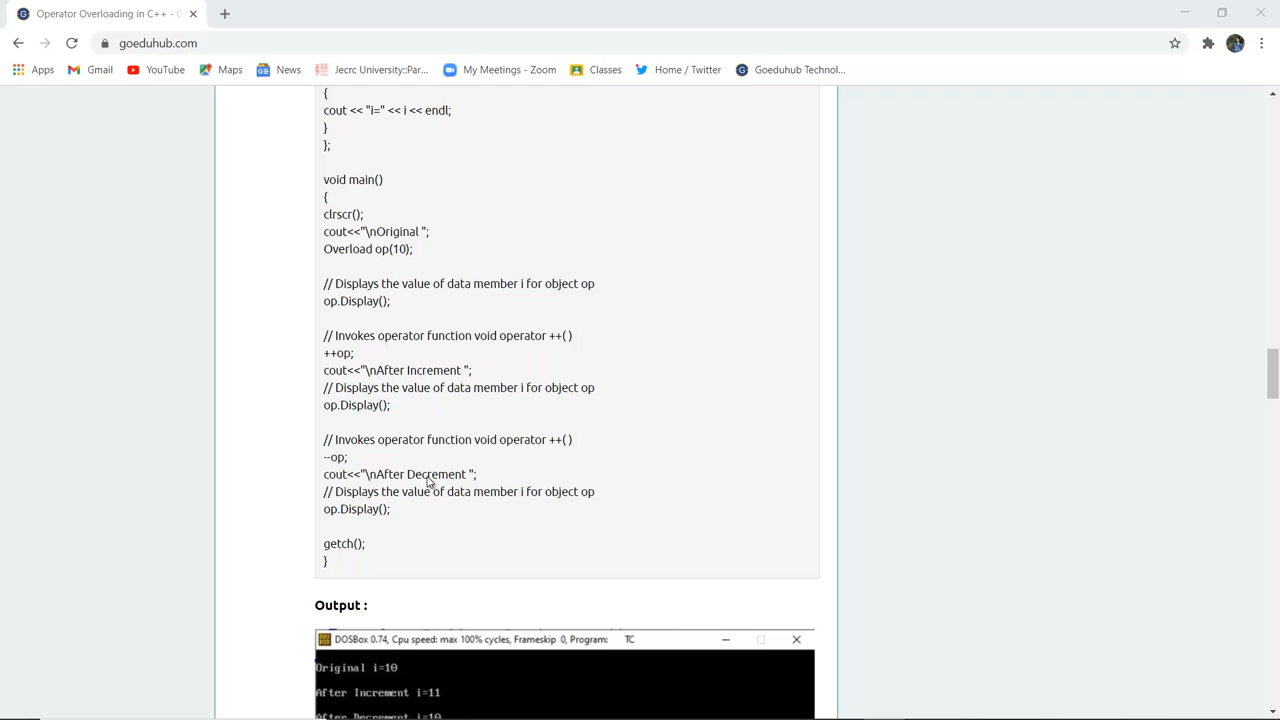 Operator Overloading in C++ - G
goeduhub.com
Apps
Gmail
YouTube
Maps
News
Jecrc University::Par...
My Meetings - Zoom
Classes
Home / Twitter
Goeduhub Technol...
{
cout << "i=" << i << endl;
}
};
void main()
{
clrscr();
cout<<"\nOriginal ";
Overload op(10);
// Displays the value of data member i for object op
op.Display();
// Invokes operator function void operator ++( )
++op;
cout<<"\nAfter Increment ";
// Displays the value of data member i for object op
op.Display();
// Invokes operator function void operator ++( )
--op;
cout<<"\nAfter Decrement ";
// Displays the value of data member i for object op
op.Display();
getch();
}
Output :
DOSBox 0.74, Cpu speed: max 100% cycles, Frameskip 0, Program: TC
Original i=10
After Increment i=11
After Decrement i=10